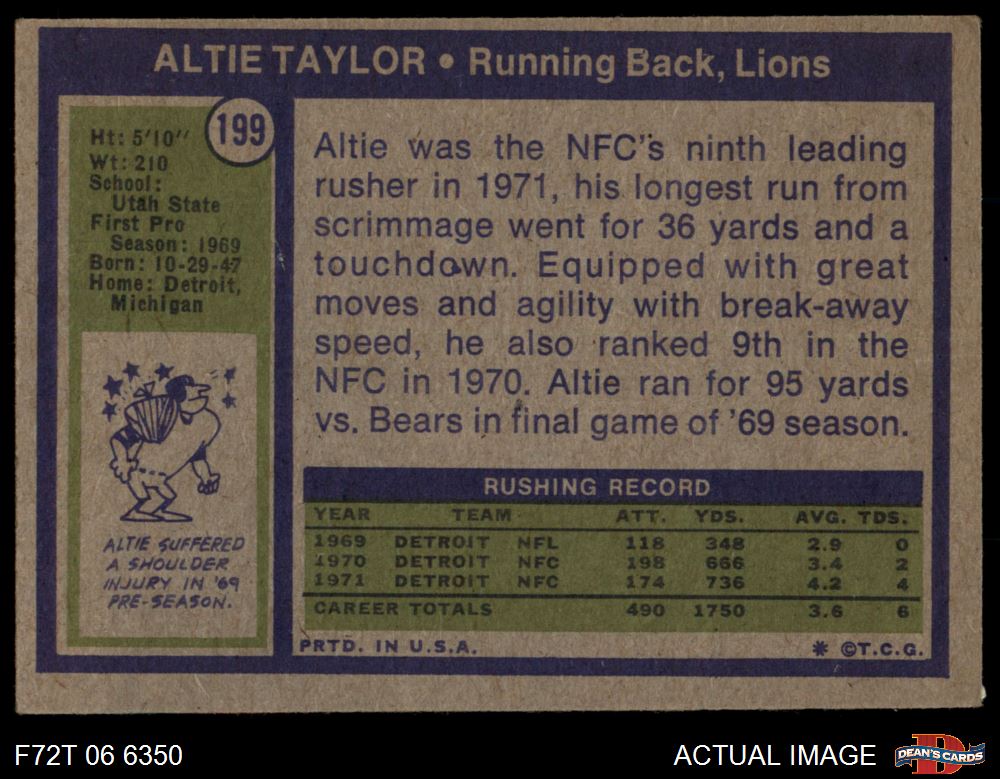 ALTIE TAYLOR • Running Back, Lions
199
Ht: 5'10"
Wt: 210
School:
Utah State
First Pro
Season: 1969
Born: 10-29-47
Home: Detroit,
Michigan
ALTIE SUFFERED
A SHOULDER
INJURY IN '69
PRE-SEASON.
Altie was the NFC's ninth leading
rusher in 1971, his longest run from
scrimmage went for 36 yards and a
touchdown. Equipped with great
moves and agility with break-away
speed, he also ranked 9th in the
NFC in 1970. Altie ran for 95 yards
vs. Bears in final game of '69 season.
RUSHING RECORD
YEAR TEAM ATT. YDS. AVG. TDS.
1969 DETROIT NFL 118 348 2.9 0
1970 DETROIT NFC 198 666 3.4 2
1971 DETROIT NFC 174 736 4.2 4
CAREER TOTALS 490 1750 3.6 6
PRTD. IN U.S.A. * ©T.C.G.
F72T 06 6350 ACTUAL IMAGE DEAN'S CARDS